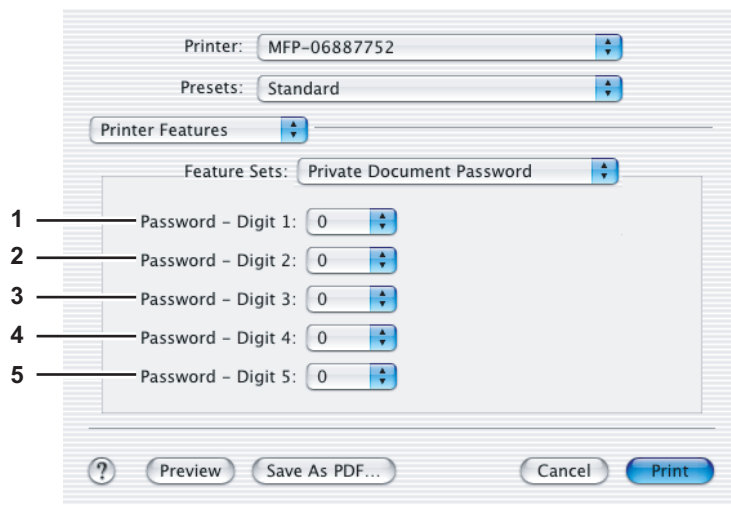 Printer: MFP-06887752
Presets: Standard
Printer Features
Feature Sets: Private Document Password
1 Password – Digit 1: 0
2 Password – Digit 2: 0
3 Password – Digit 3: 0
4 Password – Digit 4: 0
5 Password – Digit 5: 0
? Preview Save As PDF... Cancel Print